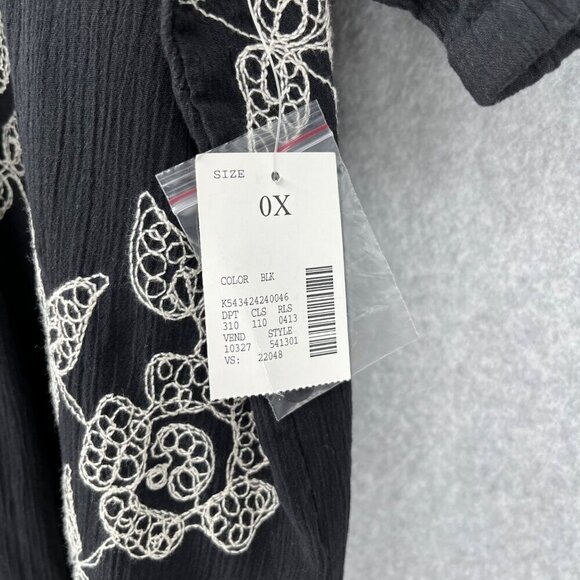 SIZE
0X
COLOR BLK
K543424240046
DPT CLS RLS
310 110 0413
VEND STYLE
10327 541301
VS: 22048